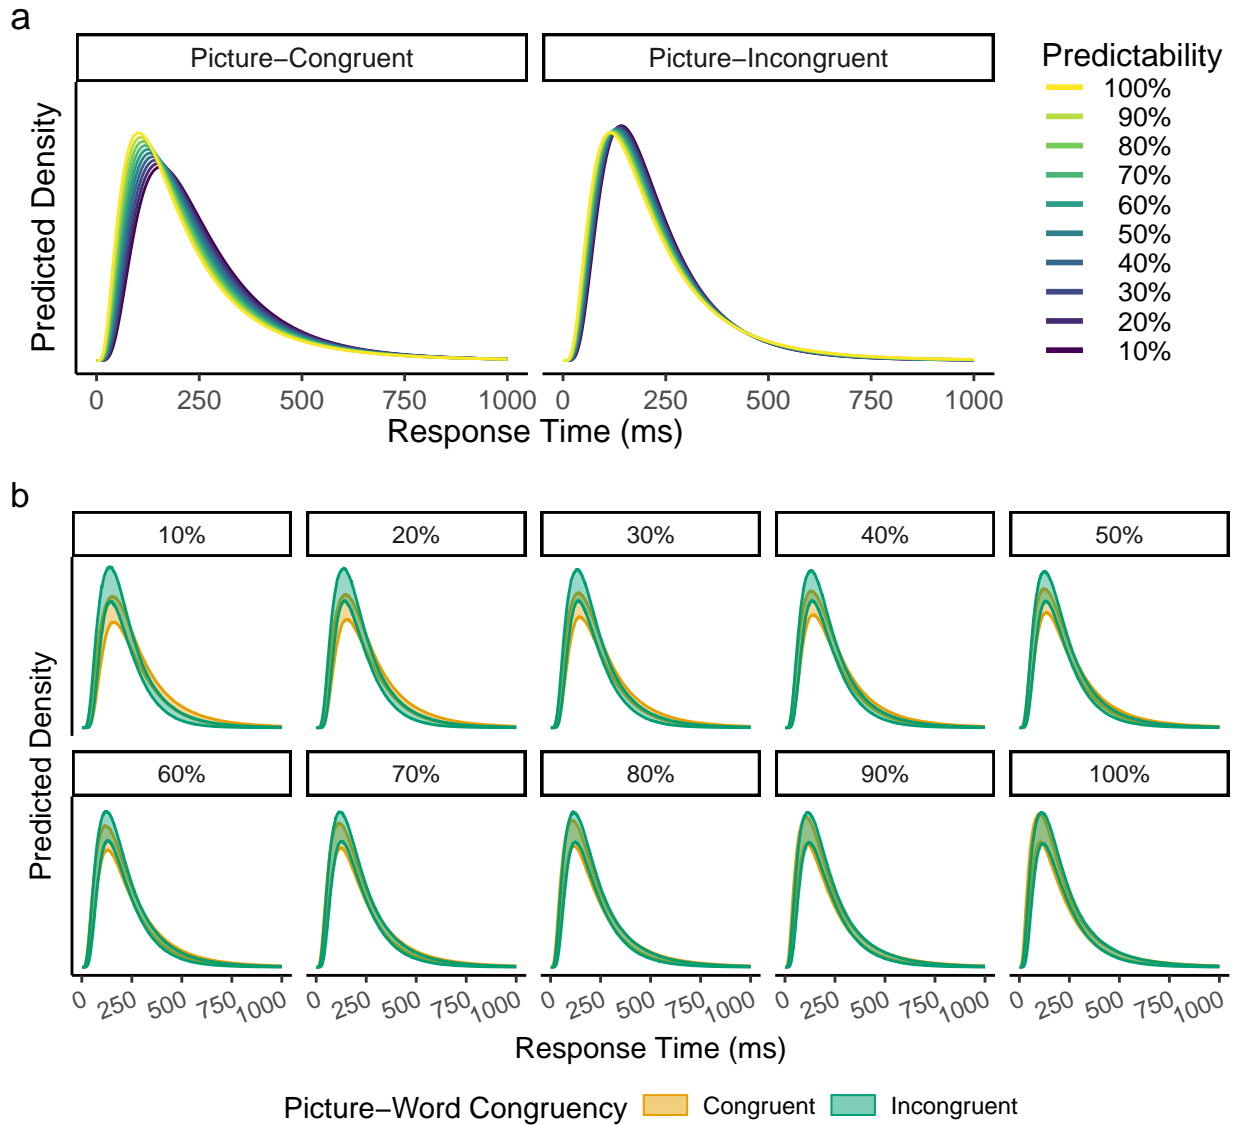 a
Picture−Congruent
Picture−Incongruent
Predictability
100%
90%
80%
70%
60%
50%
40%
30%
20%
10%
Predicted Density
0 250 500 750 1000
0 250 500 750 1000
Response Time (ms)
b
10% 20% 30% 40% 50%
60% 70% 80% 90% 100%
Predicted Density
0 250 500 750 1000
0 250 500 750 1000
0 250 500 750 1000
0 250 500 750 1000
0 250 500 750 1000
Response Time (ms)
Picture−Word Congruency Congruent Incongruent